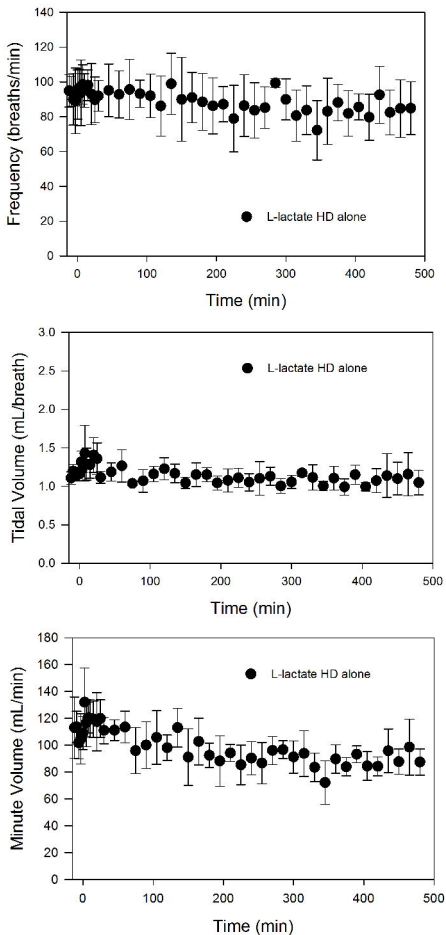 140
120
100
80
60
40
20
0
Frequency (breaths/min)
L-lactate HD alone
0 100 200 300 400 500
Time (min)
3.0
2.5
2.0
1.5
1.0
0.5
0.0
Tidal Volume (mL/breath)
L-lactate HD alone
0 100 200 300 400 500
Time (min)
180
160
140
120
100
80
60
40
20
0
Minute Volume (mL/min)
L-lactate HD alone
0 100 200 300 400 500
Time (min)